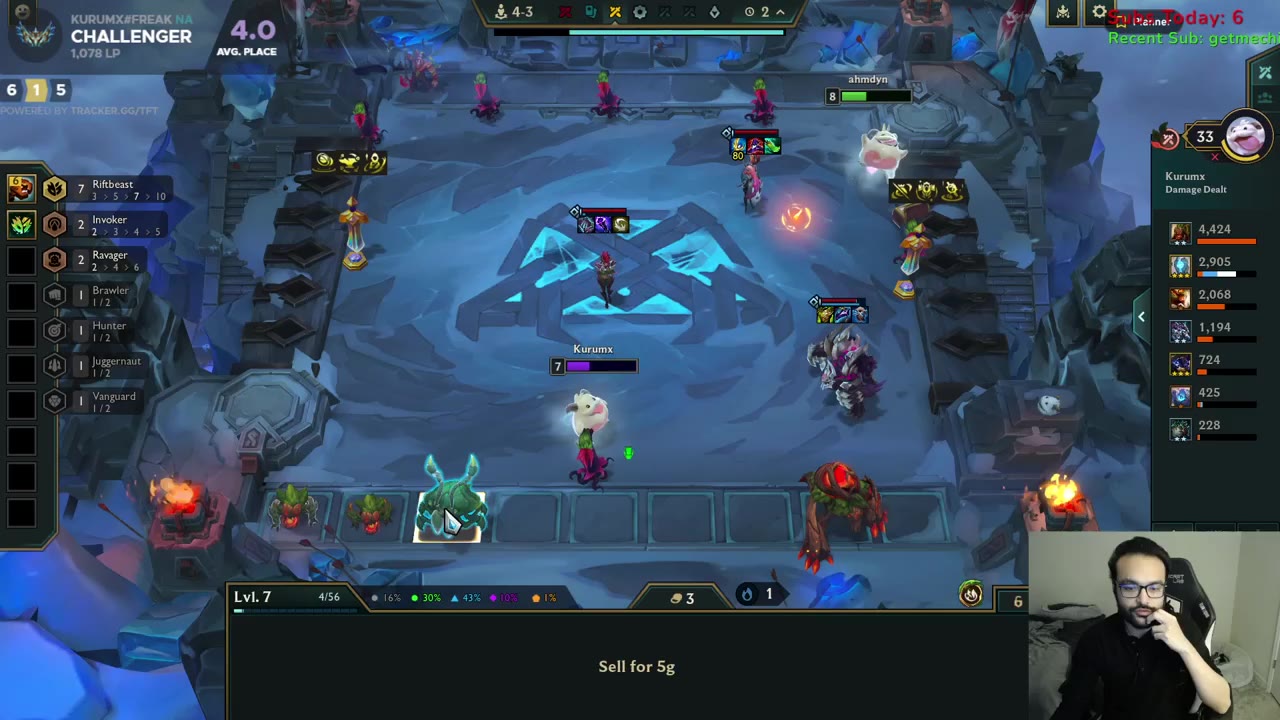 KURUMX#FREAK NA
CHALLENGER
1,078 LP
4.0
AVG. PLACE
6 1 5
POWERED BY TRACKER.GG/TFT
4-3
2
Subs Today: 6
Planner
Recent Sub: getmechi
ahmdyn
8
80
33
Kurumx
Damage Dealt
4,424
2,905
2,068
1,194
724
425
228
7 Riftbeast
3 > 5 > 7 > 10
2 Invoker
2 > 3 > 4 > 5
2 Ravager
2 > 4 > 6
1 Brawler
1 / 2
1 Hunter
1 / 2
1 Juggernaut
1 / 2
1 Vanguard
1 / 2
Kurumx
7
Lvl. 7 4/56
16% 30% 43% 10% 1%
3
1
6
Sell for 5g